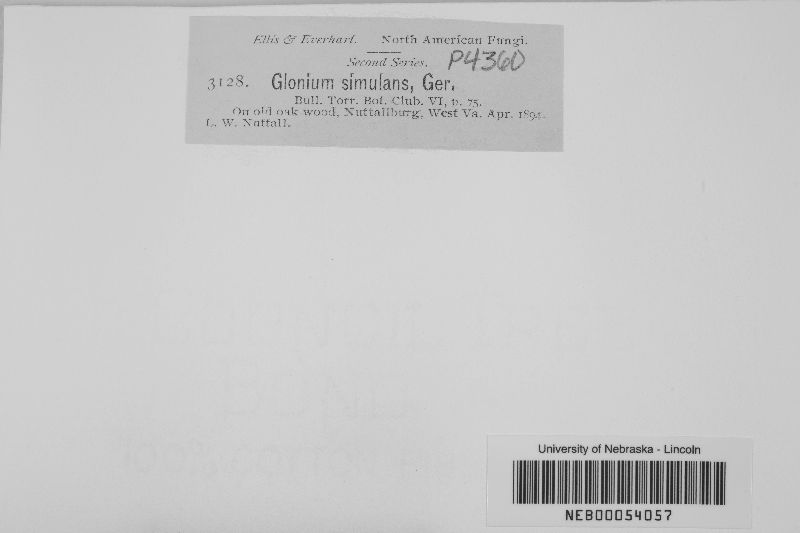 Ellis & Everhart. North American Fungi.
Second Series. P4360
3128. Glonium simulans, Ger.
Bull. Torr. Bot. Club. VI, p. 75.
On old oak wood, Nuttallburg, West Va. Apr. 1894.
L. W. Nuttall.
University of Nebraska - Lincoln
NEB00054057